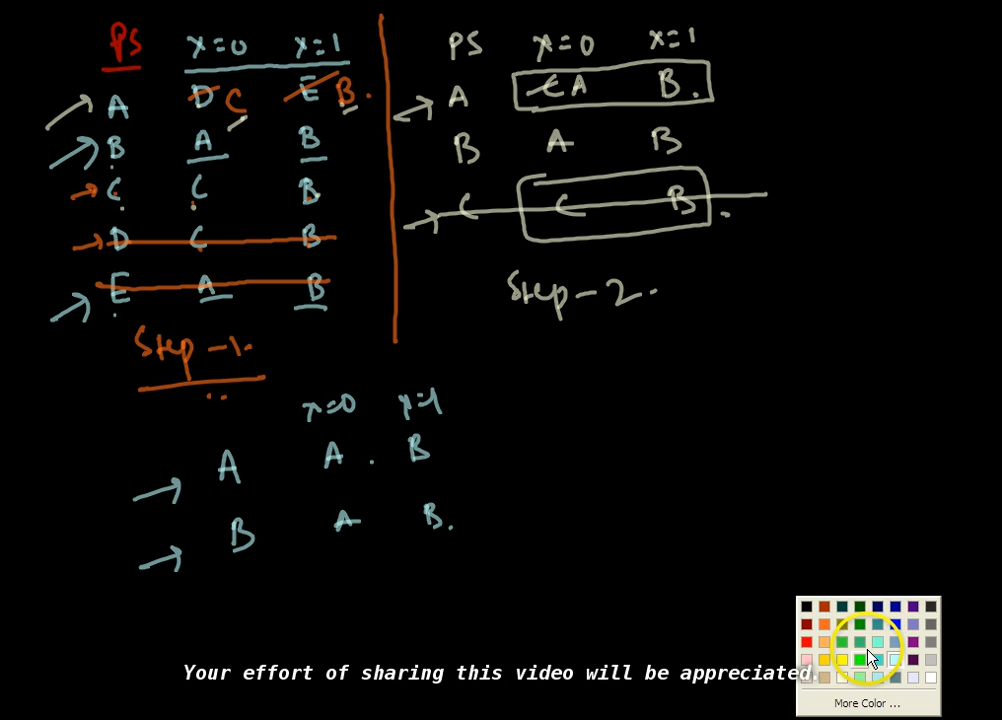 PS x=0 x=1
A D C E B.
B A B
C C B
D C B
E A B
Step-1.
PS x=0 x=1
A C A B.
B A B
C C B.
Step-2.
x=0 x=1
A A . B
B A B.
Your effort of sharing this video will be appreciated.
More Color ...